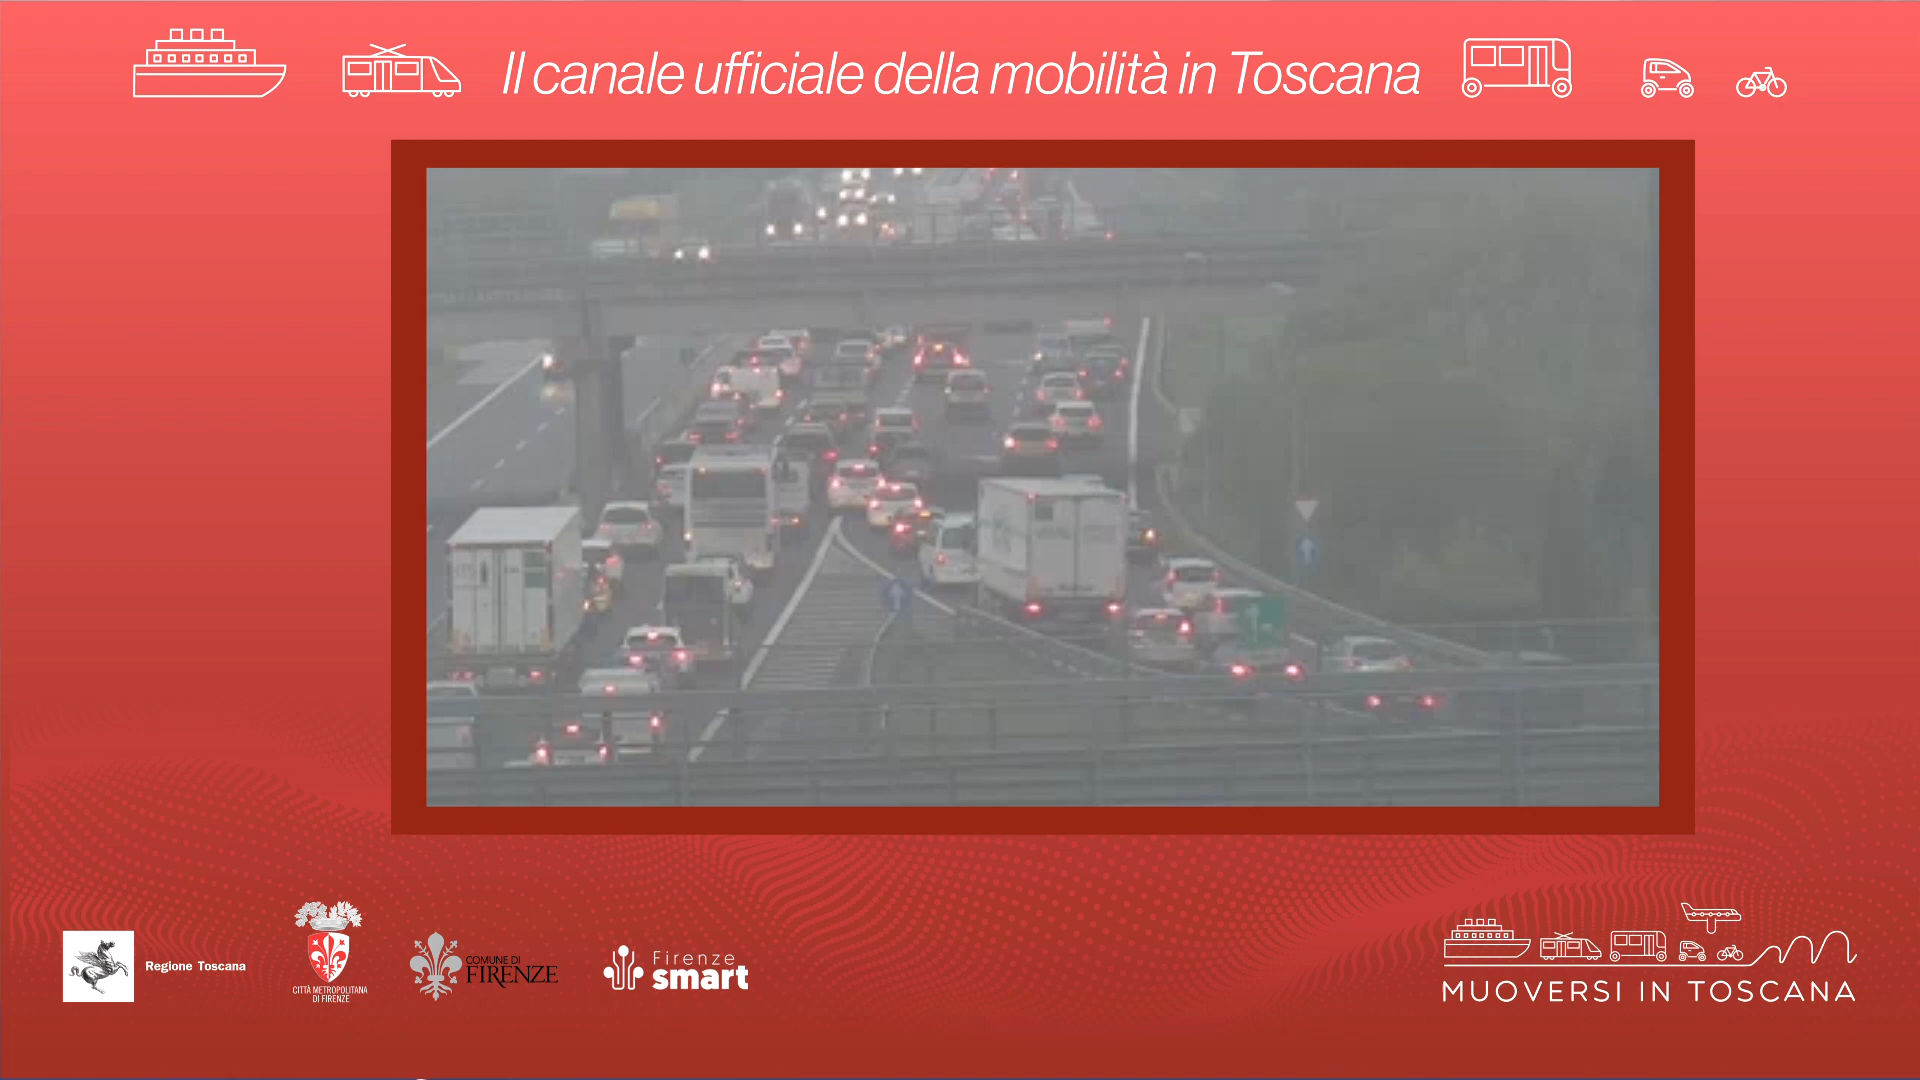 Il canale ufficiale della mobilità in Toscana
Regione Toscana
CITTÀ METROPOLITANA
DI FIRENZE
COMUNE DI
FIRENZE
Firenze
smart
MUOVERSI IN TOSCANA